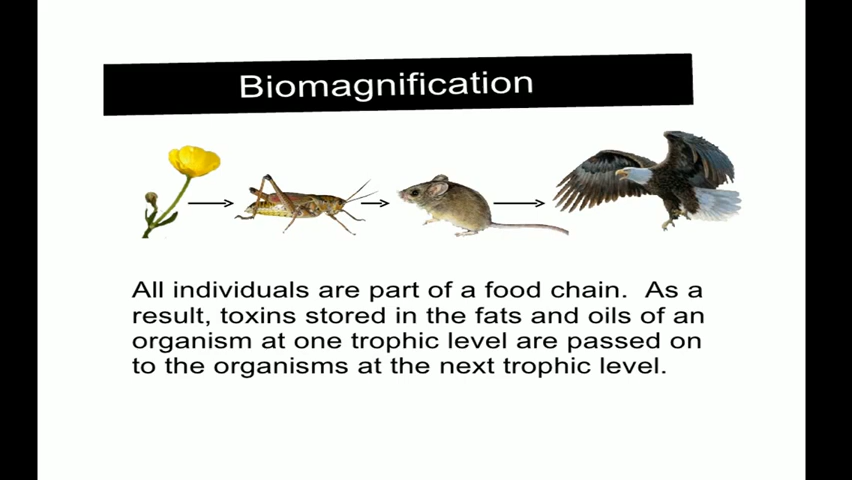 Biomagnification
All individuals are part of a food chain.  As a
result, toxins stored in the fats and oils of an
organism at one trophic level are passed on
to the organisms at the next trophic level.